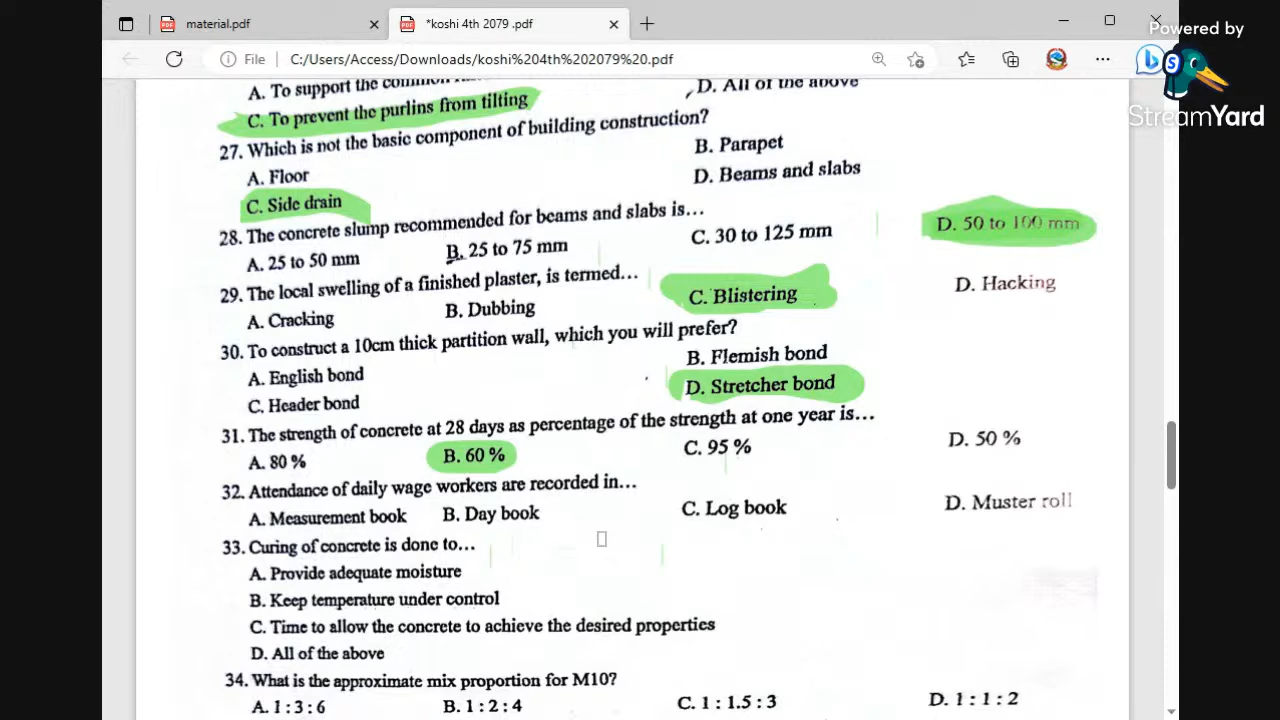 material.pdf
*koshi 4th 2079 .pdf
Powered by
File
C:/Users/Access/Downloads/koshi%204th%202079%20.pdf
StreamYard
A. To support the common
D. All of the above
C. To prevent the purlins from tilting
27. Which is not the basic component of building construction?
A. Floor
B. Parapet
C. Side drain
D. Beams and slabs
28. The concrete slump recommended for beams and slabs is...
A. 25 to 50 mm B. 25 to 75 mm C. 30 to 125 mm D. 50 to 100 mm
29. The local swelling of a finished plaster, is termed...
A. Cracking B. Dubbing C. Blistering D. Hacking
30. To construct a 10cm thick partition wall, which you will prefer?
A. English bond B. Flemish bond
C. Header bond D. Stretcher bond
31. The strength of concrete at 28 days as percentage of the strength at one year is...
A. 80 % B. 60 % C. 95 % D. 50 %
32. Attendance of daily wage workers are recorded in...
A. Measurement book B. Day book C. Log book D. Muster roll
33. Curing of concrete is done to...
A. Provide adequate moisture
B. Keep temperature under control
C. Time to allow the concrete to achieve the desired properties
D. All of the above
34. What is the approximate mix proportion for M10?
A. 1 : 3 : 6 B. 1 : 2 : 4 C. 1 : 1.5 : 3 D. 1 : 1 : 2